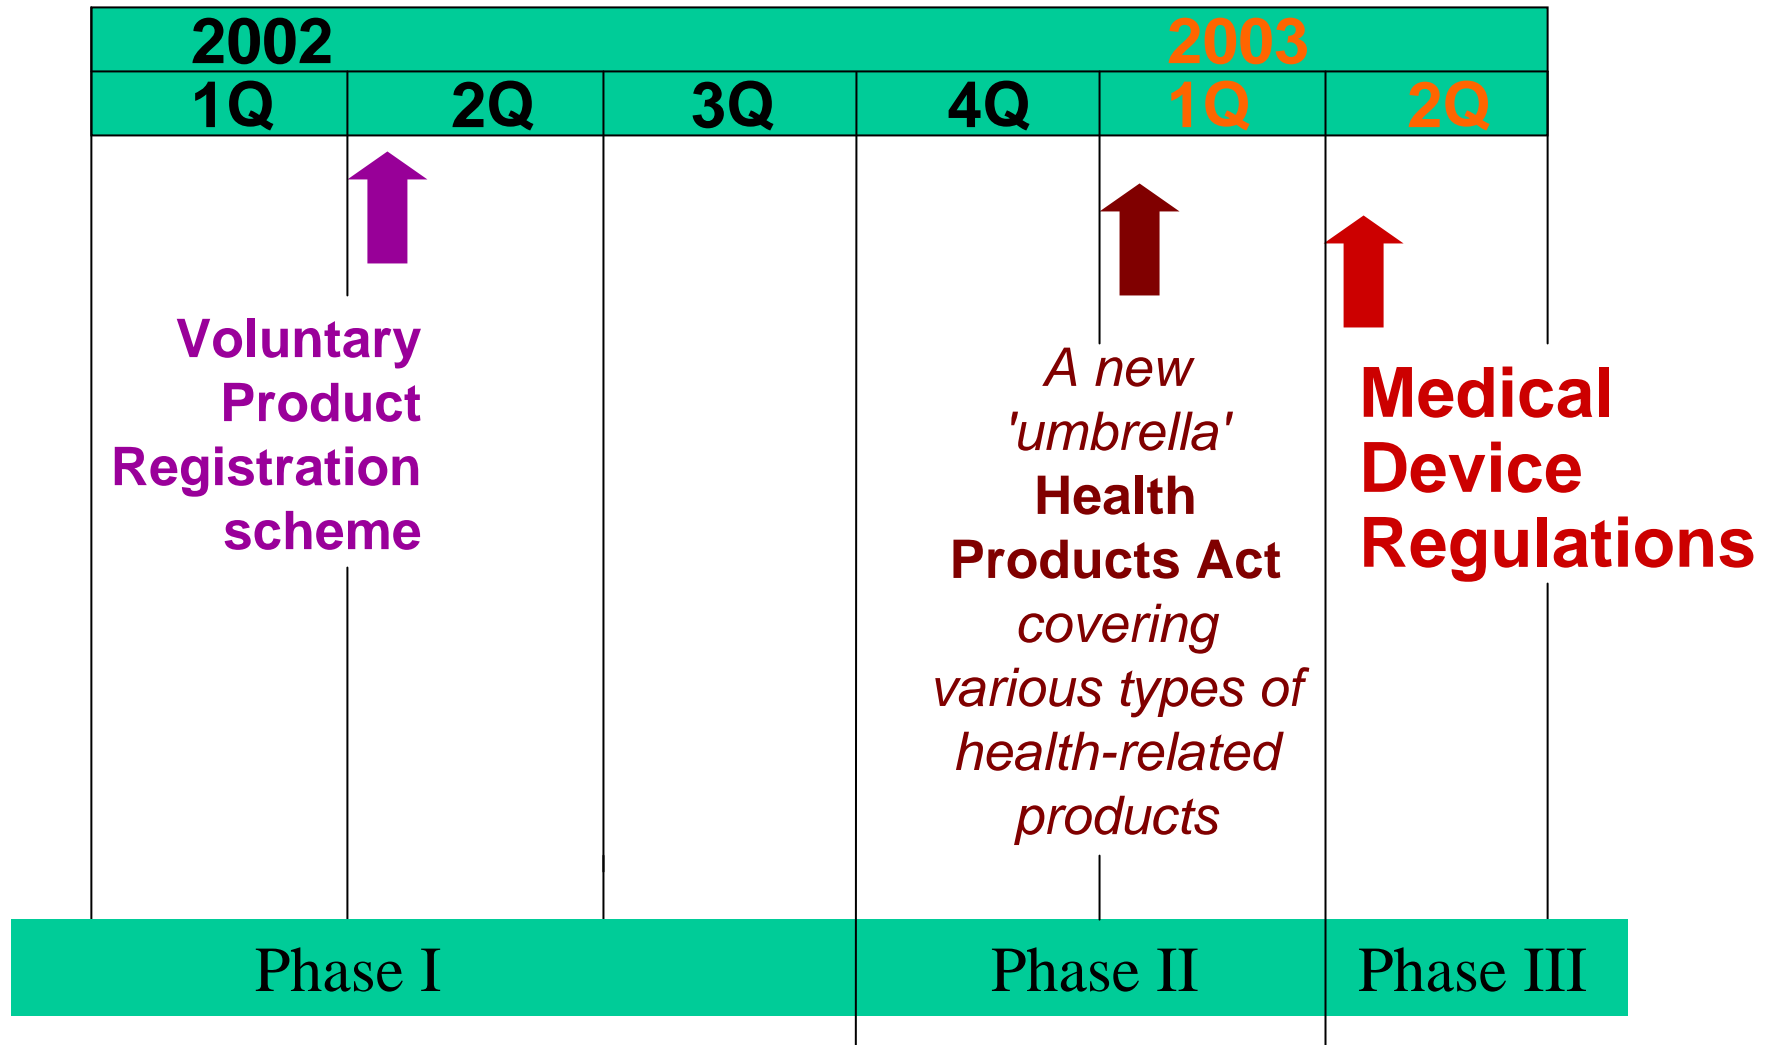 2002 2003
1Q 2Q 3Q 4Q 1Q 2Q
Voluntary
Product
Registration
scheme
A new
'umbrella'
Health
Products Act
covering
various types of
health-related
products
Medical
Device
Regulations
Phase I Phase II Phase III